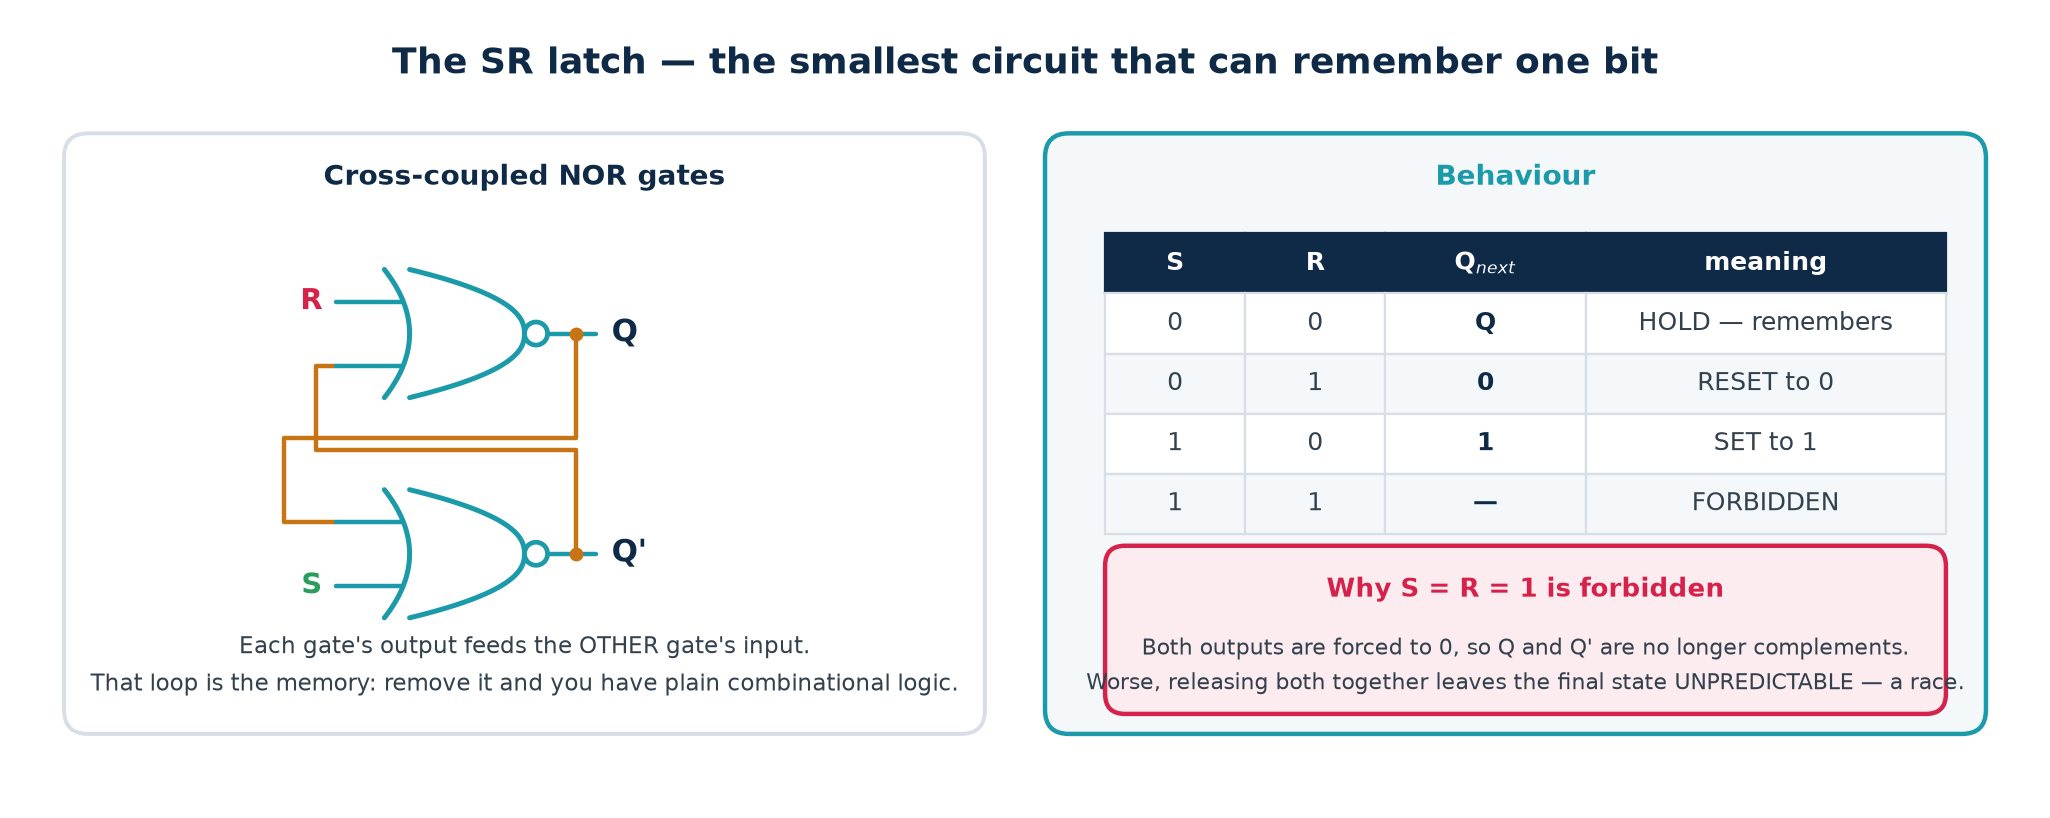 The SR latch — the smallest circuit that can remember one bit
Cross-coupled NOR gates
R
Q
Q'
S
Each gate's output feeds the OTHER gate's input.
That loop is the memory: remove it and you have plain combinational logic.
Behaviour
S R Qnext meaning
0 0 Q HOLD — remembers
0 1 0 RESET to 0
1 0 1 SET to 1
1 1 — FORBIDDEN
Why S = R = 1 is forbidden
Both outputs are forced to 0, so Q and Q' are no longer complements.
Worse, releasing both together leaves the final state UNPREDICTABLE — a race.